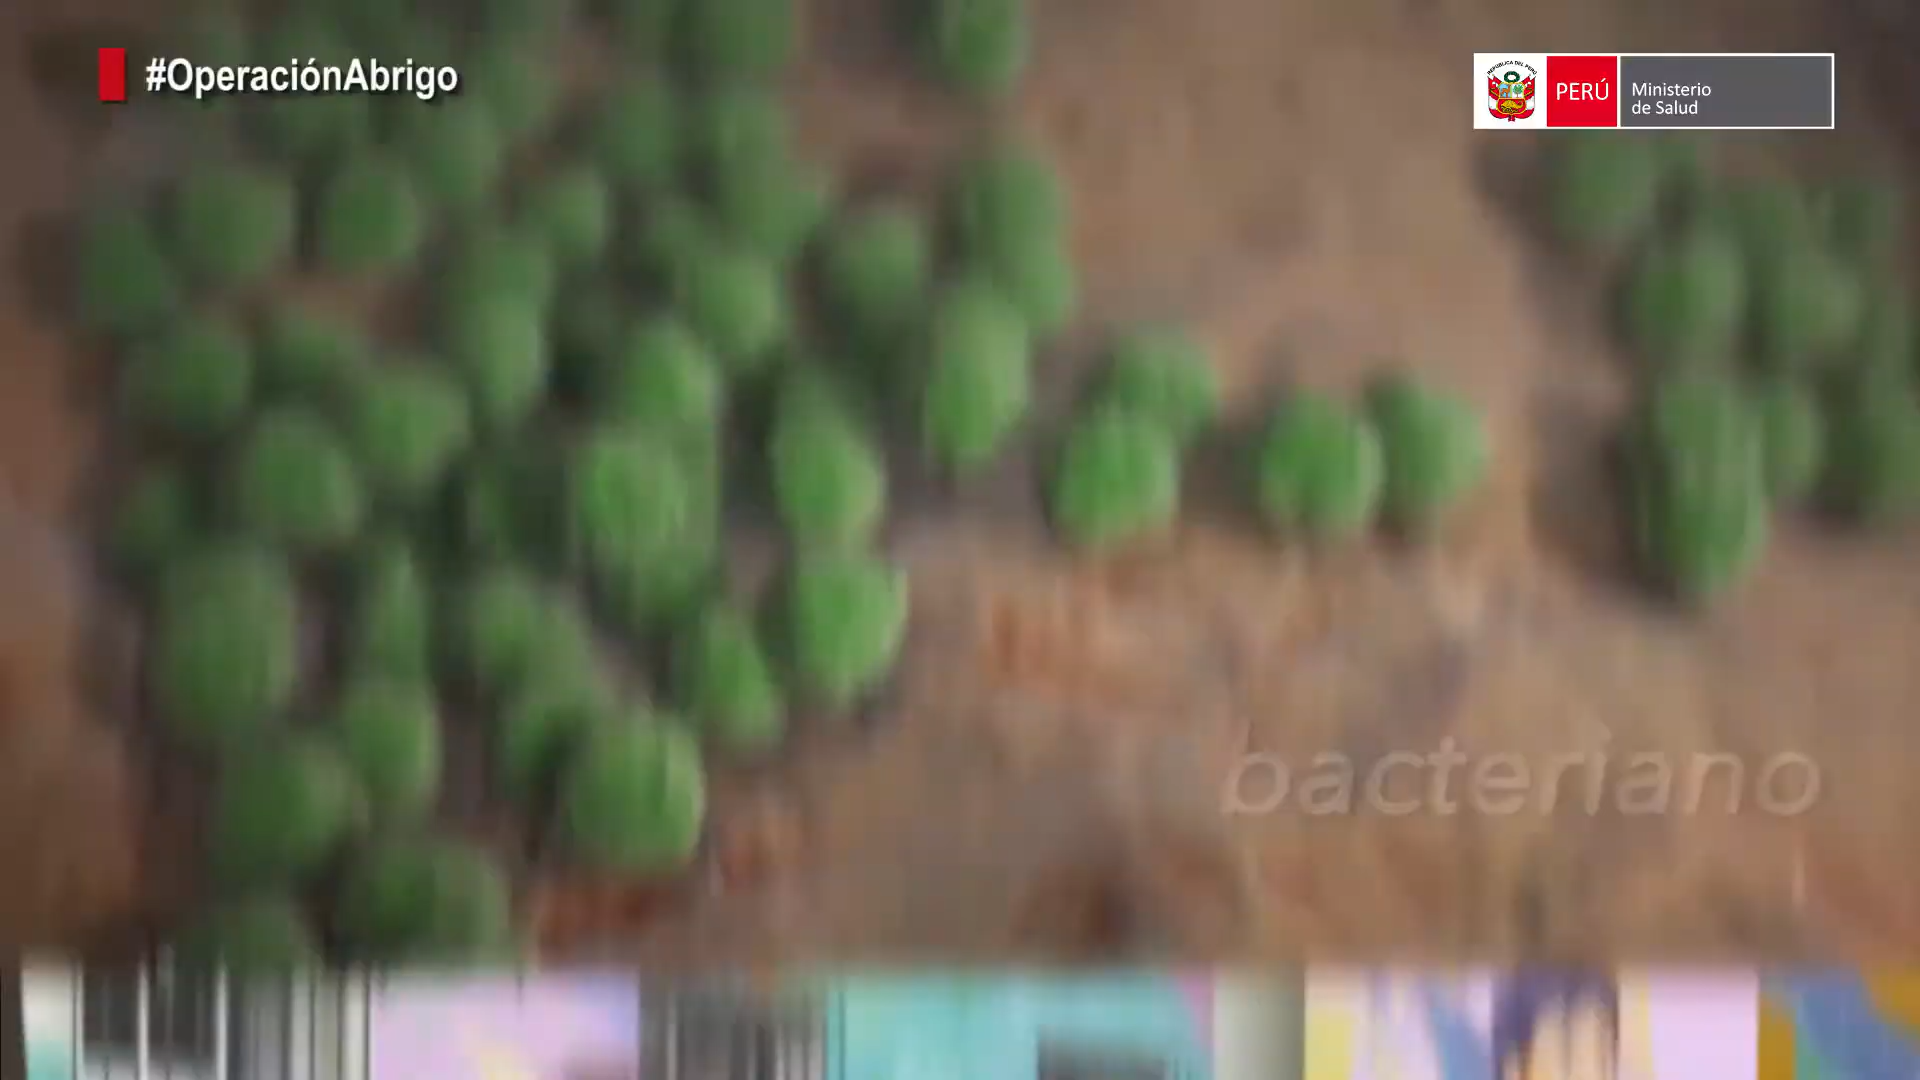 #OperaciónAbrigo
REPÚBLICA DEL PERÚ
PERÚ
Ministerio
de Salud
bacteriano